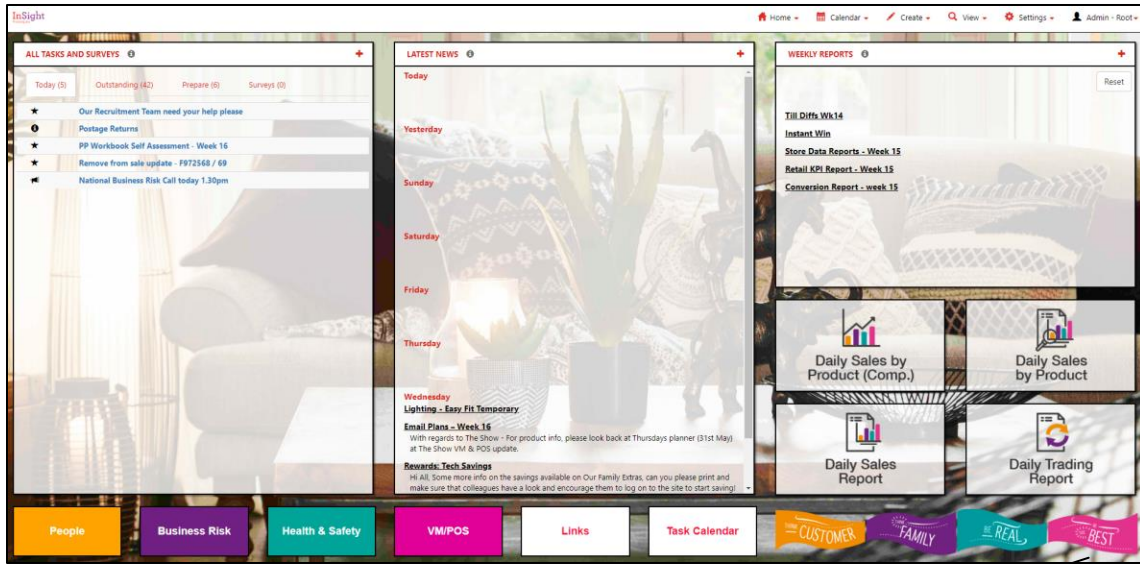 InSight
Home
Calendar
Create
View
Settings
Admin - Root
ALL TASKS AND SURVEYS
Today (5)
Outstanding (42)
Prepare (6)
Surveys (0)
Our Recruitment Team need your help please
Postage Returns
PP Workbook Self Assessment - Week 16
Remove from sale update - F972568 / 69
National Business Risk Call today 1.30pm
LATEST NEWS
Today
Yesterday
Sunday
Saturday
Friday
Thursday
Wednesday
Lighting - Easy Fit Temporary
Email Plans – Week 16
With regards to The Show - For product info, please look back at Thursdays planner (31st May)
at The Show VM & POS update.
Rewards: Tech Savings
Hi All, Some more info on the savings available on Our Family Extras, can you please print and
make sure that colleagues have a look and encourage them to log on to the site to start saving!
WEEKLY REPORTS
Reset
Till Diffs Wk14
Instant Win
Store Data Reports - Week 15
Retail KPI Report - Week 15
Conversion Report - week 15
Daily Sales by
Product (Comp.)
Daily Sales
by Product
Daily Sales
Report
Daily Trading
Report
People
Business Risk
Health & Safety
VM/POS
Links
Task Calendar
CUSTOMER
FAMILY
BE REAL
BEST